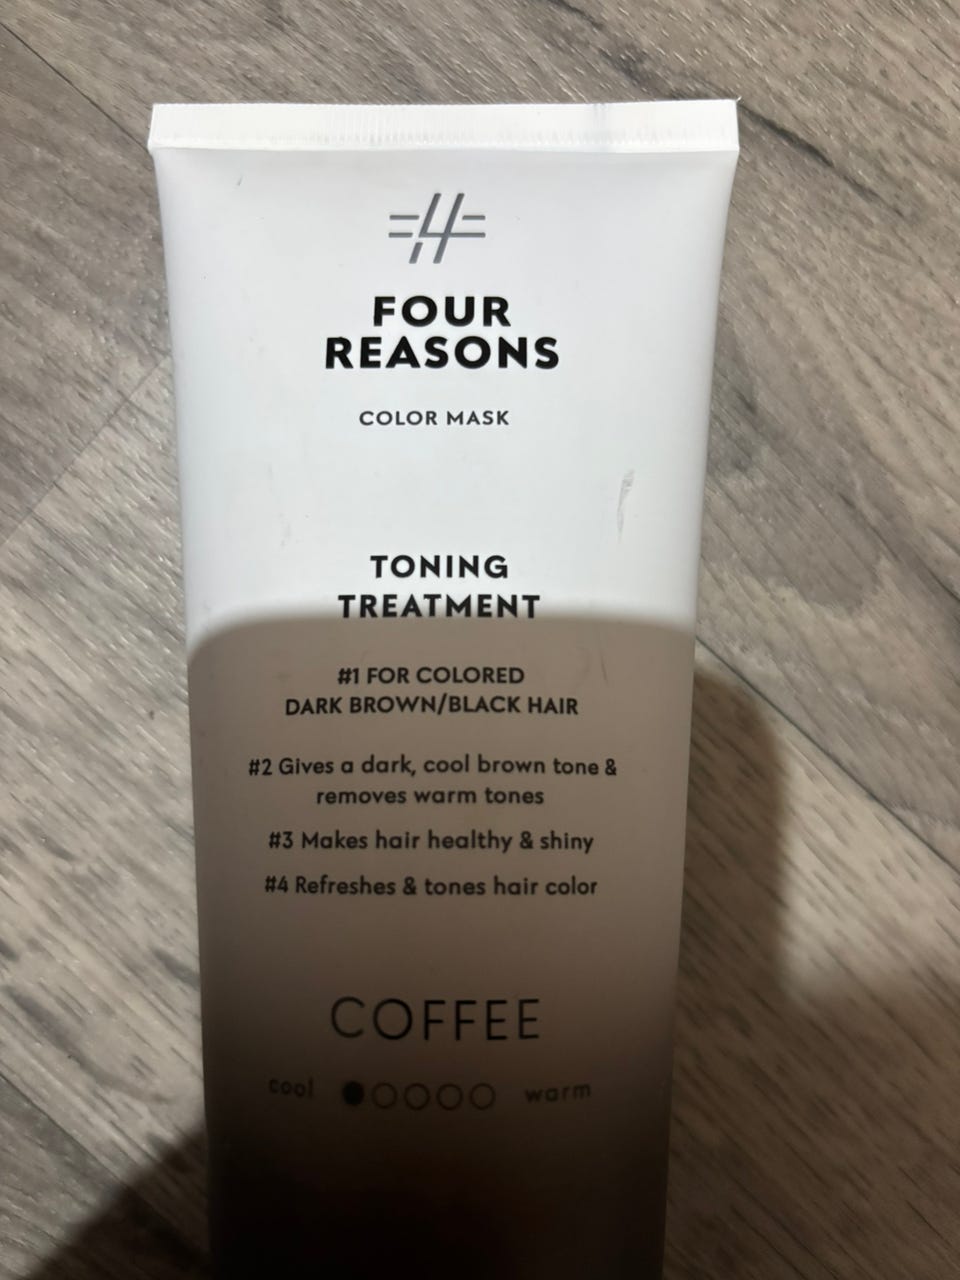 FOUR
REASONS
COLOR MASK
TONING
TREATMENT
#1 FOR COLORED
DARK BROWN/BLACK HAIR
#2 Gives a dark, cool brown tone &
removes warm tones
#3 Makes hair healthy & shiny
#4 Refreshes & tones hair color
COFFEE
cool warm